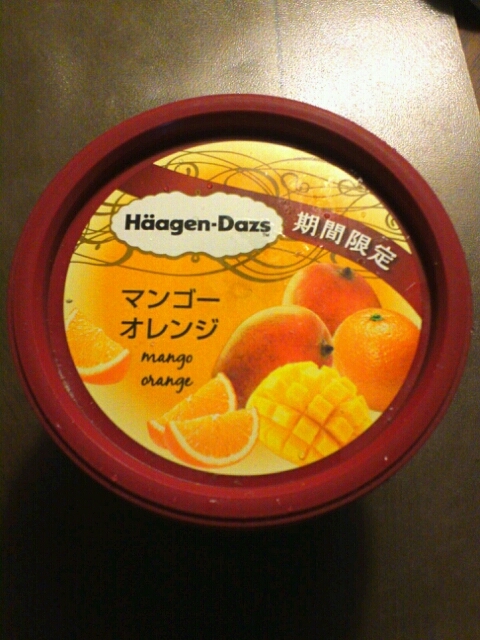 Häagen-Dazs
期間限定
マンゴー
オレンジ
mango
orange